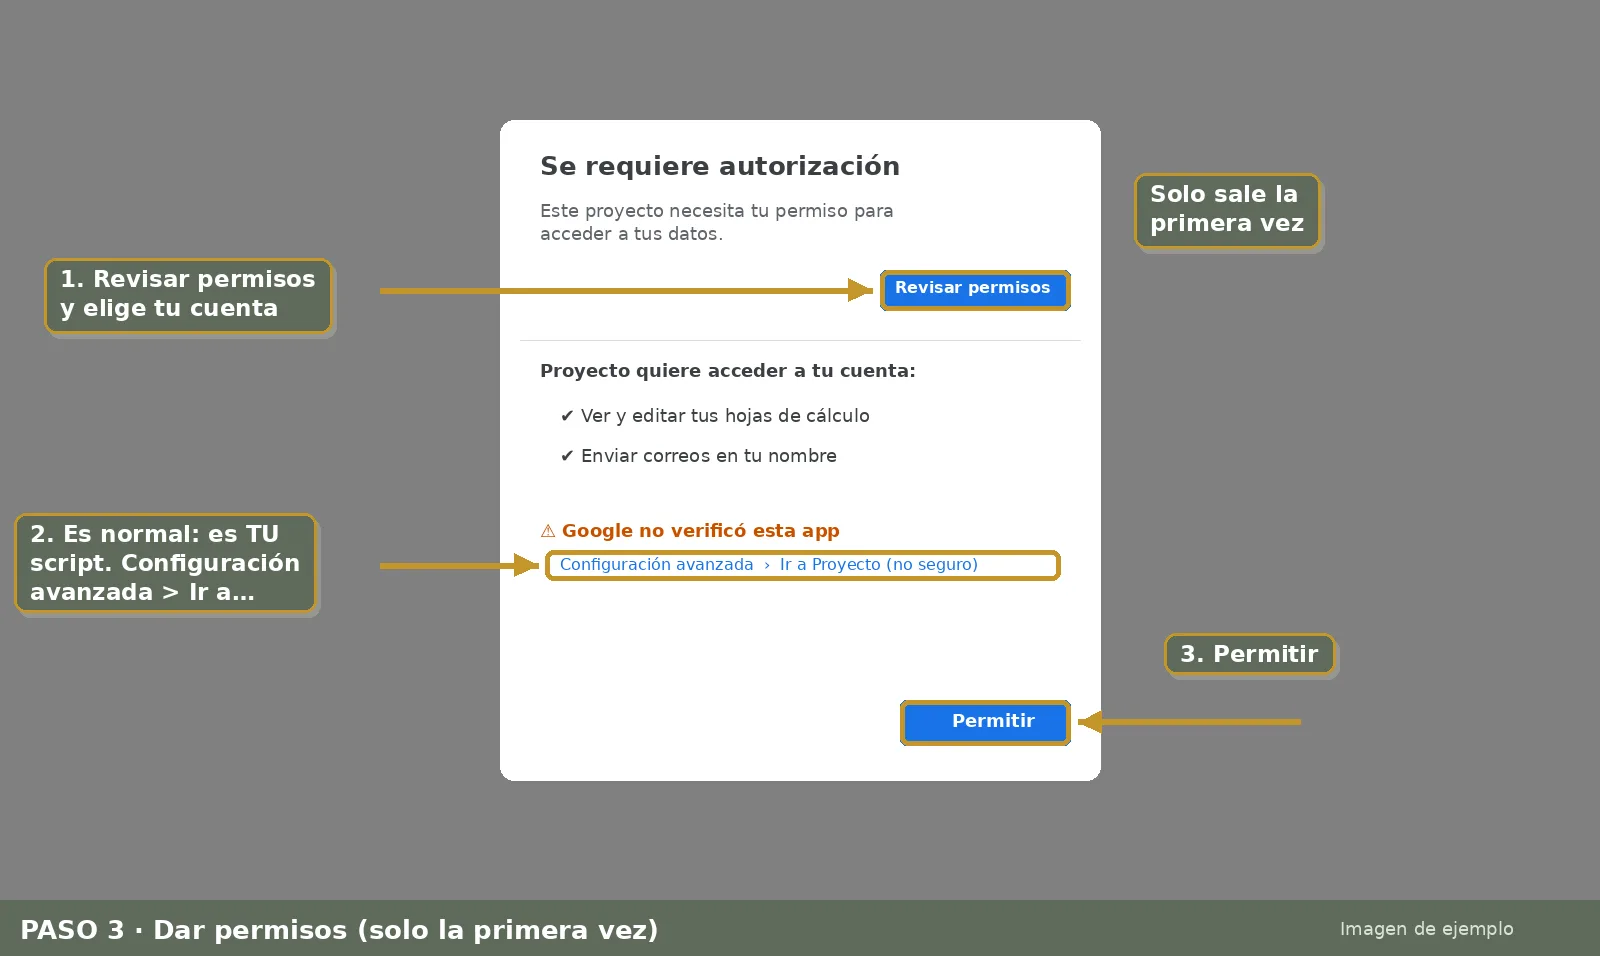 Se requiere autorización
Este proyecto necesita tu permiso para
acceder a tus datos.
Solo sale la
primera vez
1. Revisar permisos
y elige tu cuenta
Revisar permisos
Proyecto quiere acceder a tu cuenta:
✔ Ver y editar tus hojas de cálculo
✔ Enviar correos en tu nombre
2. Es normal: es TU
script. Configuración
avanzada > Ir a...
⚠ Google no verificó esta app
Configuración avanzada › Ir a Proyecto (no seguro)
3. Permitir
Permitir
PASO 3 · Dar permisos (solo la primera vez)
Imagen de ejemplo